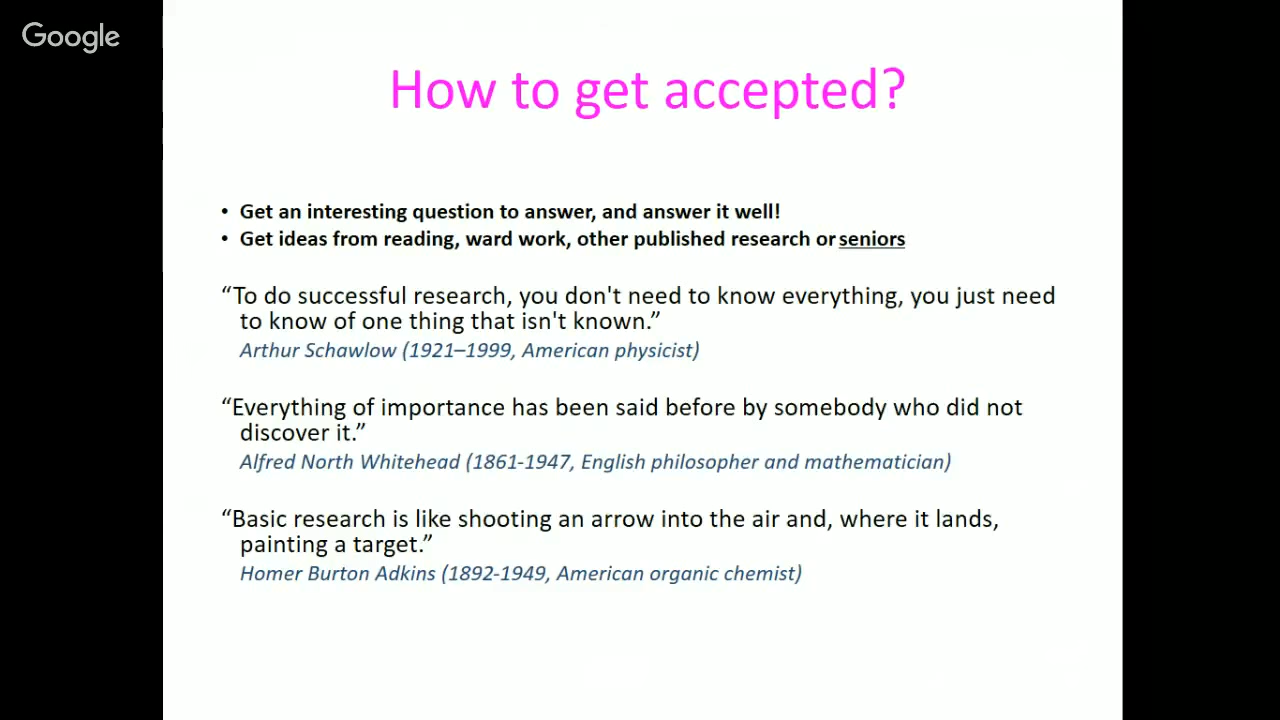 Google
How to get accepted?
• Get an interesting question to answer, and answer it well!
• Get ideas from reading, ward work, other published research or seniors
“To do successful research, you don't need to know everything, you just need
to know of one thing that isn't known.”
Arthur Schawlow (1921–1999, American physicist)
“Everything of importance has been said before by somebody who did not
discover it.”
Alfred North Whitehead (1861-1947, English philosopher and mathematician)
“Basic research is like shooting an arrow into the air and, where it lands,
painting a target.”
Homer Burton Adkins (1892-1949, American organic chemist)